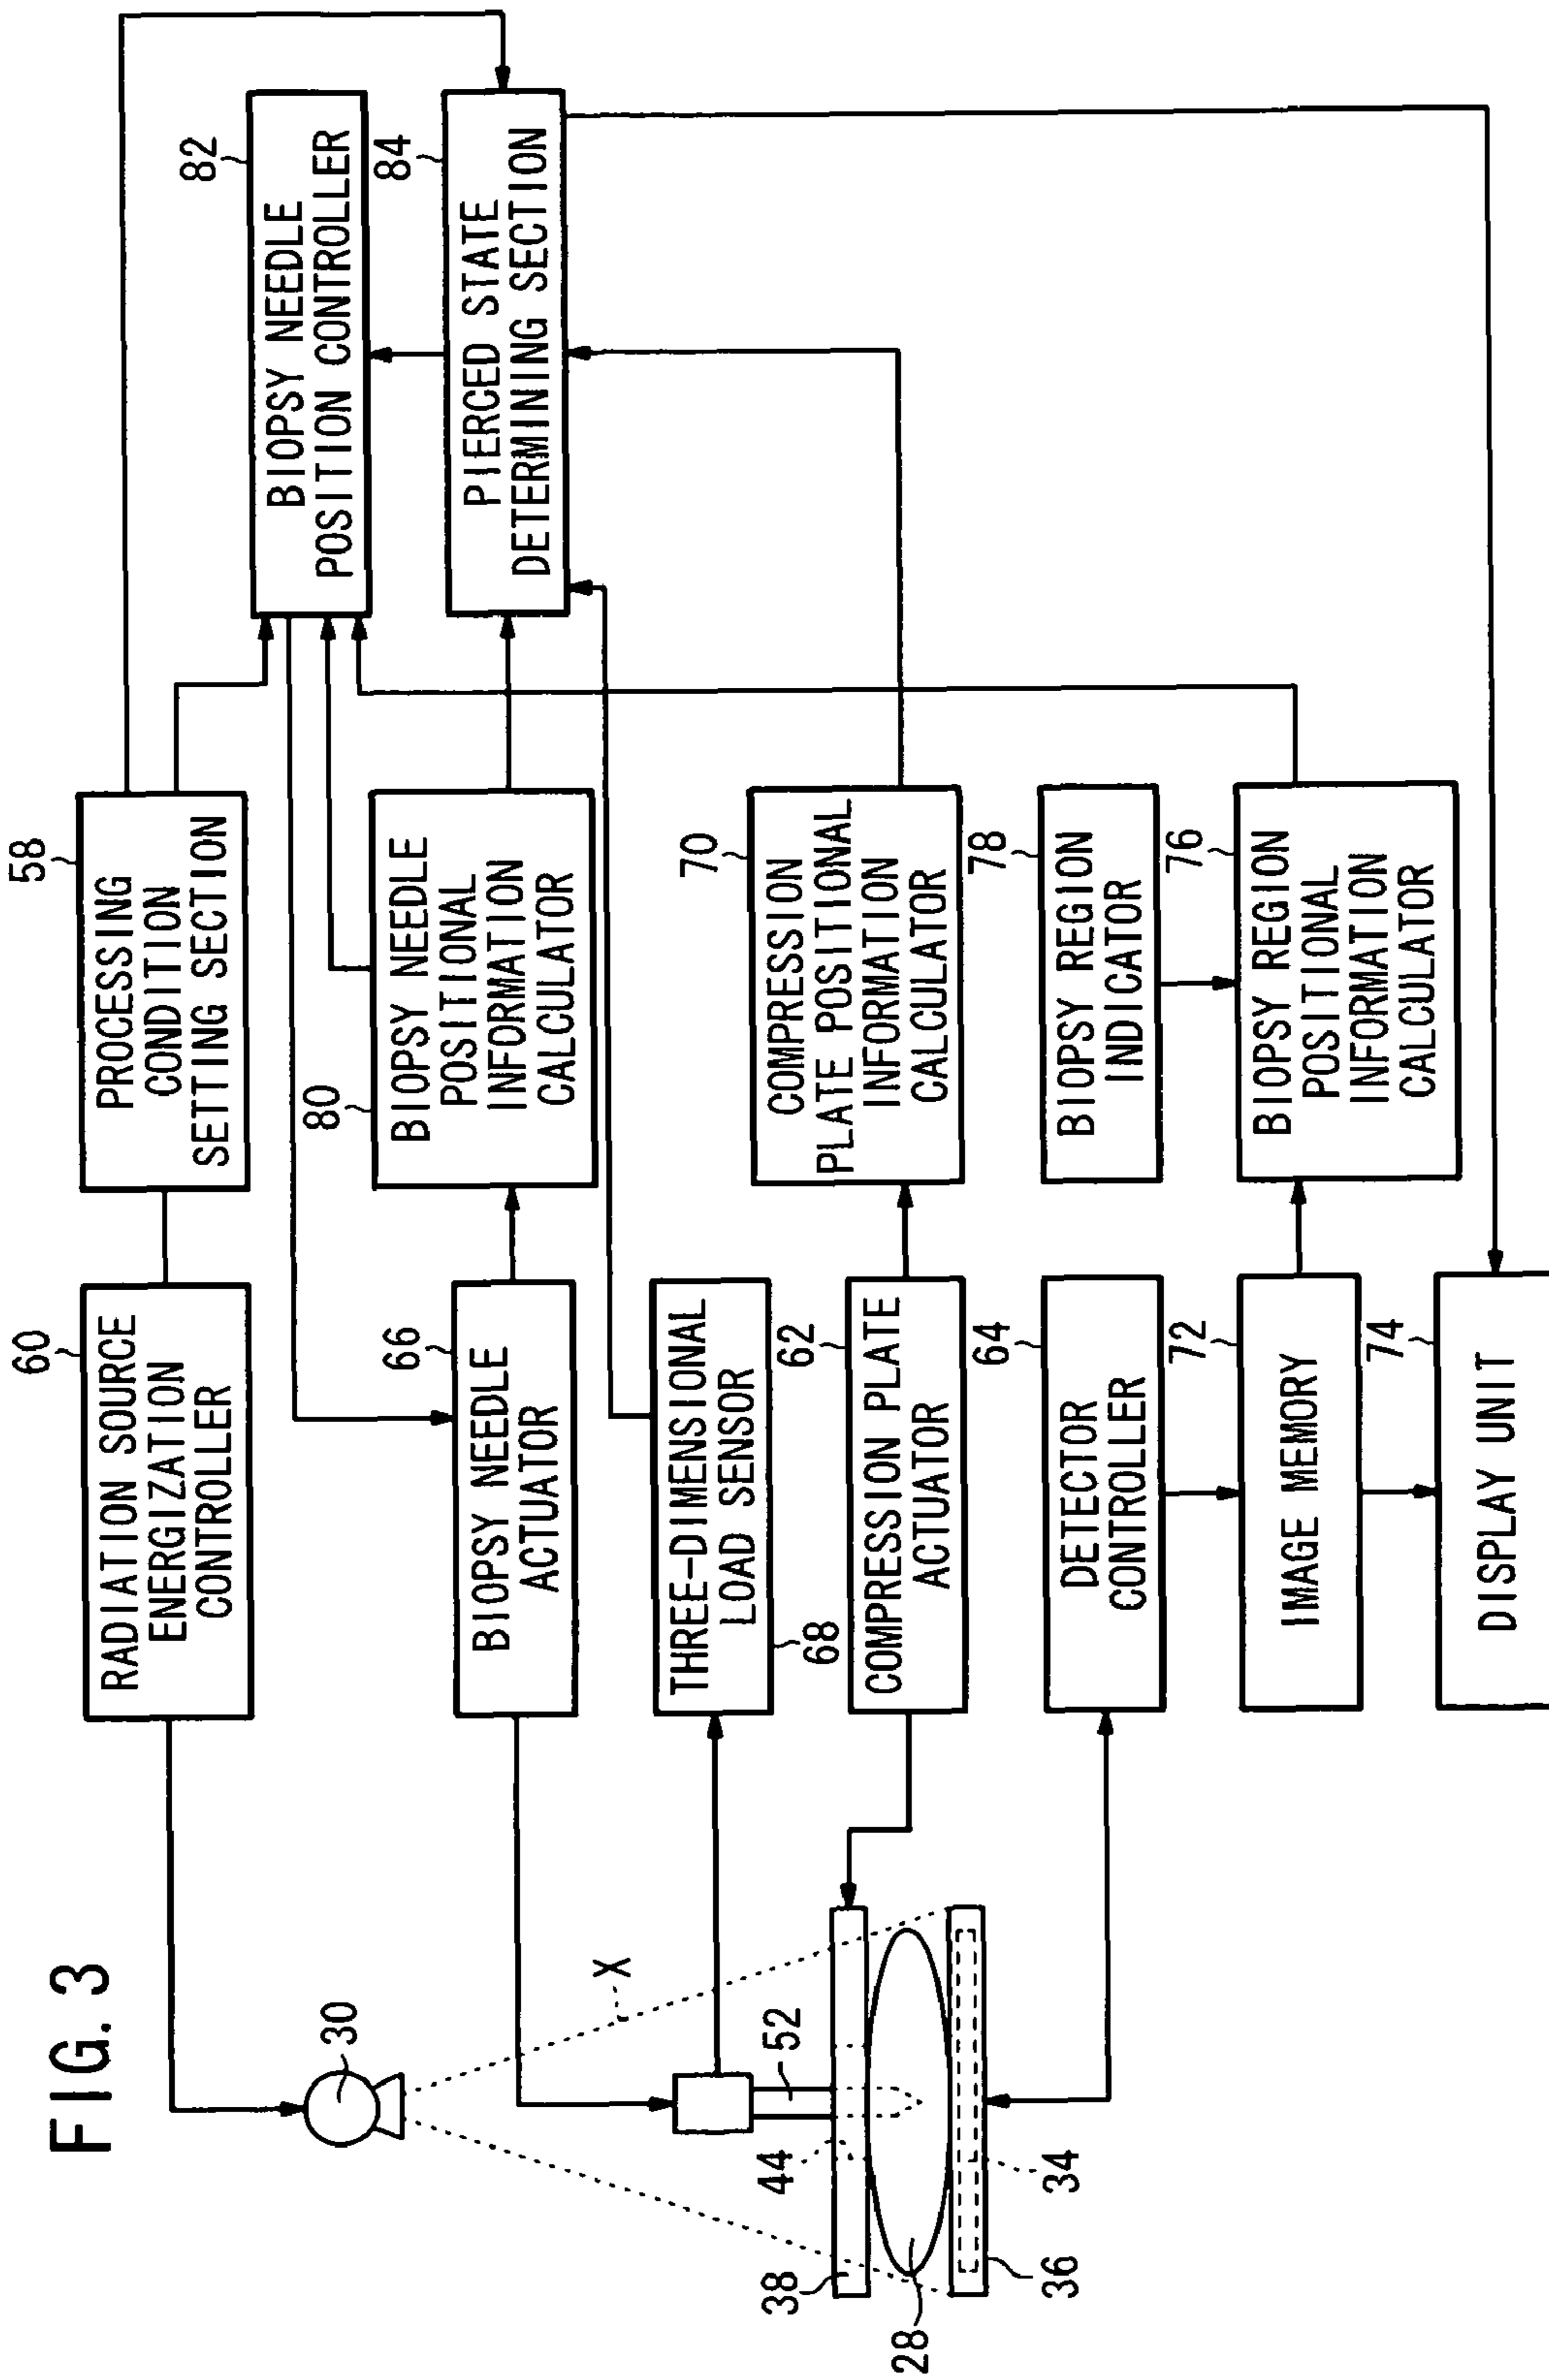 FIG. 3
60
RADIATION SOURCE
ENERGIZATION
CONTROLLER
58
PROCESSING
CONDITION
SETTING SECTION
82
BIOPSY NEEDLE
POSITION CONTROLLER
30
X
66
BIOPSY NEEDLE
ACTUATOR
80
BIOPSY NEEDLE
POSITIONAL
INFORMATION
CALCULATOR
84
PIERCED STATE
DETERMINING SECTION
THREE-DIMENSIONAL
LOAD SENSOR
68
52
44
38
28
34
36
62
COMPRESSION PLATE
ACTUATOR
70
COMPRESSION
PLATE POSITIONAL
INFORMATION
CALCULATOR
64
DETECTOR
CONTROLLER
78
BIOPSY REGION
INDICATOR
72
IMAGE MEMORY
76
BIOPSY REGION
POSITIONAL
INFORMATION
CALCULATOR
74
DISPLAY UNIT